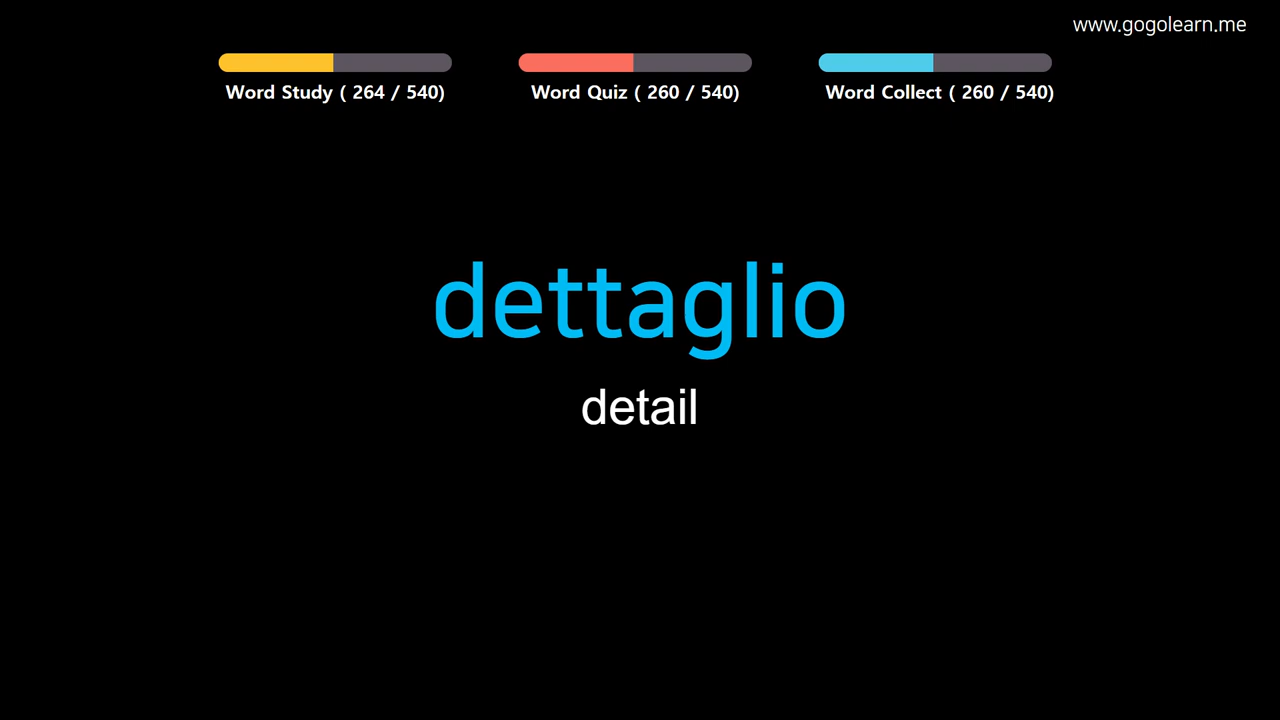 www.gogolearn.me
Word Study ( 264 / 540)
Word Quiz ( 260 / 540)
Word Collect ( 260 / 540)
dettaglio
detail